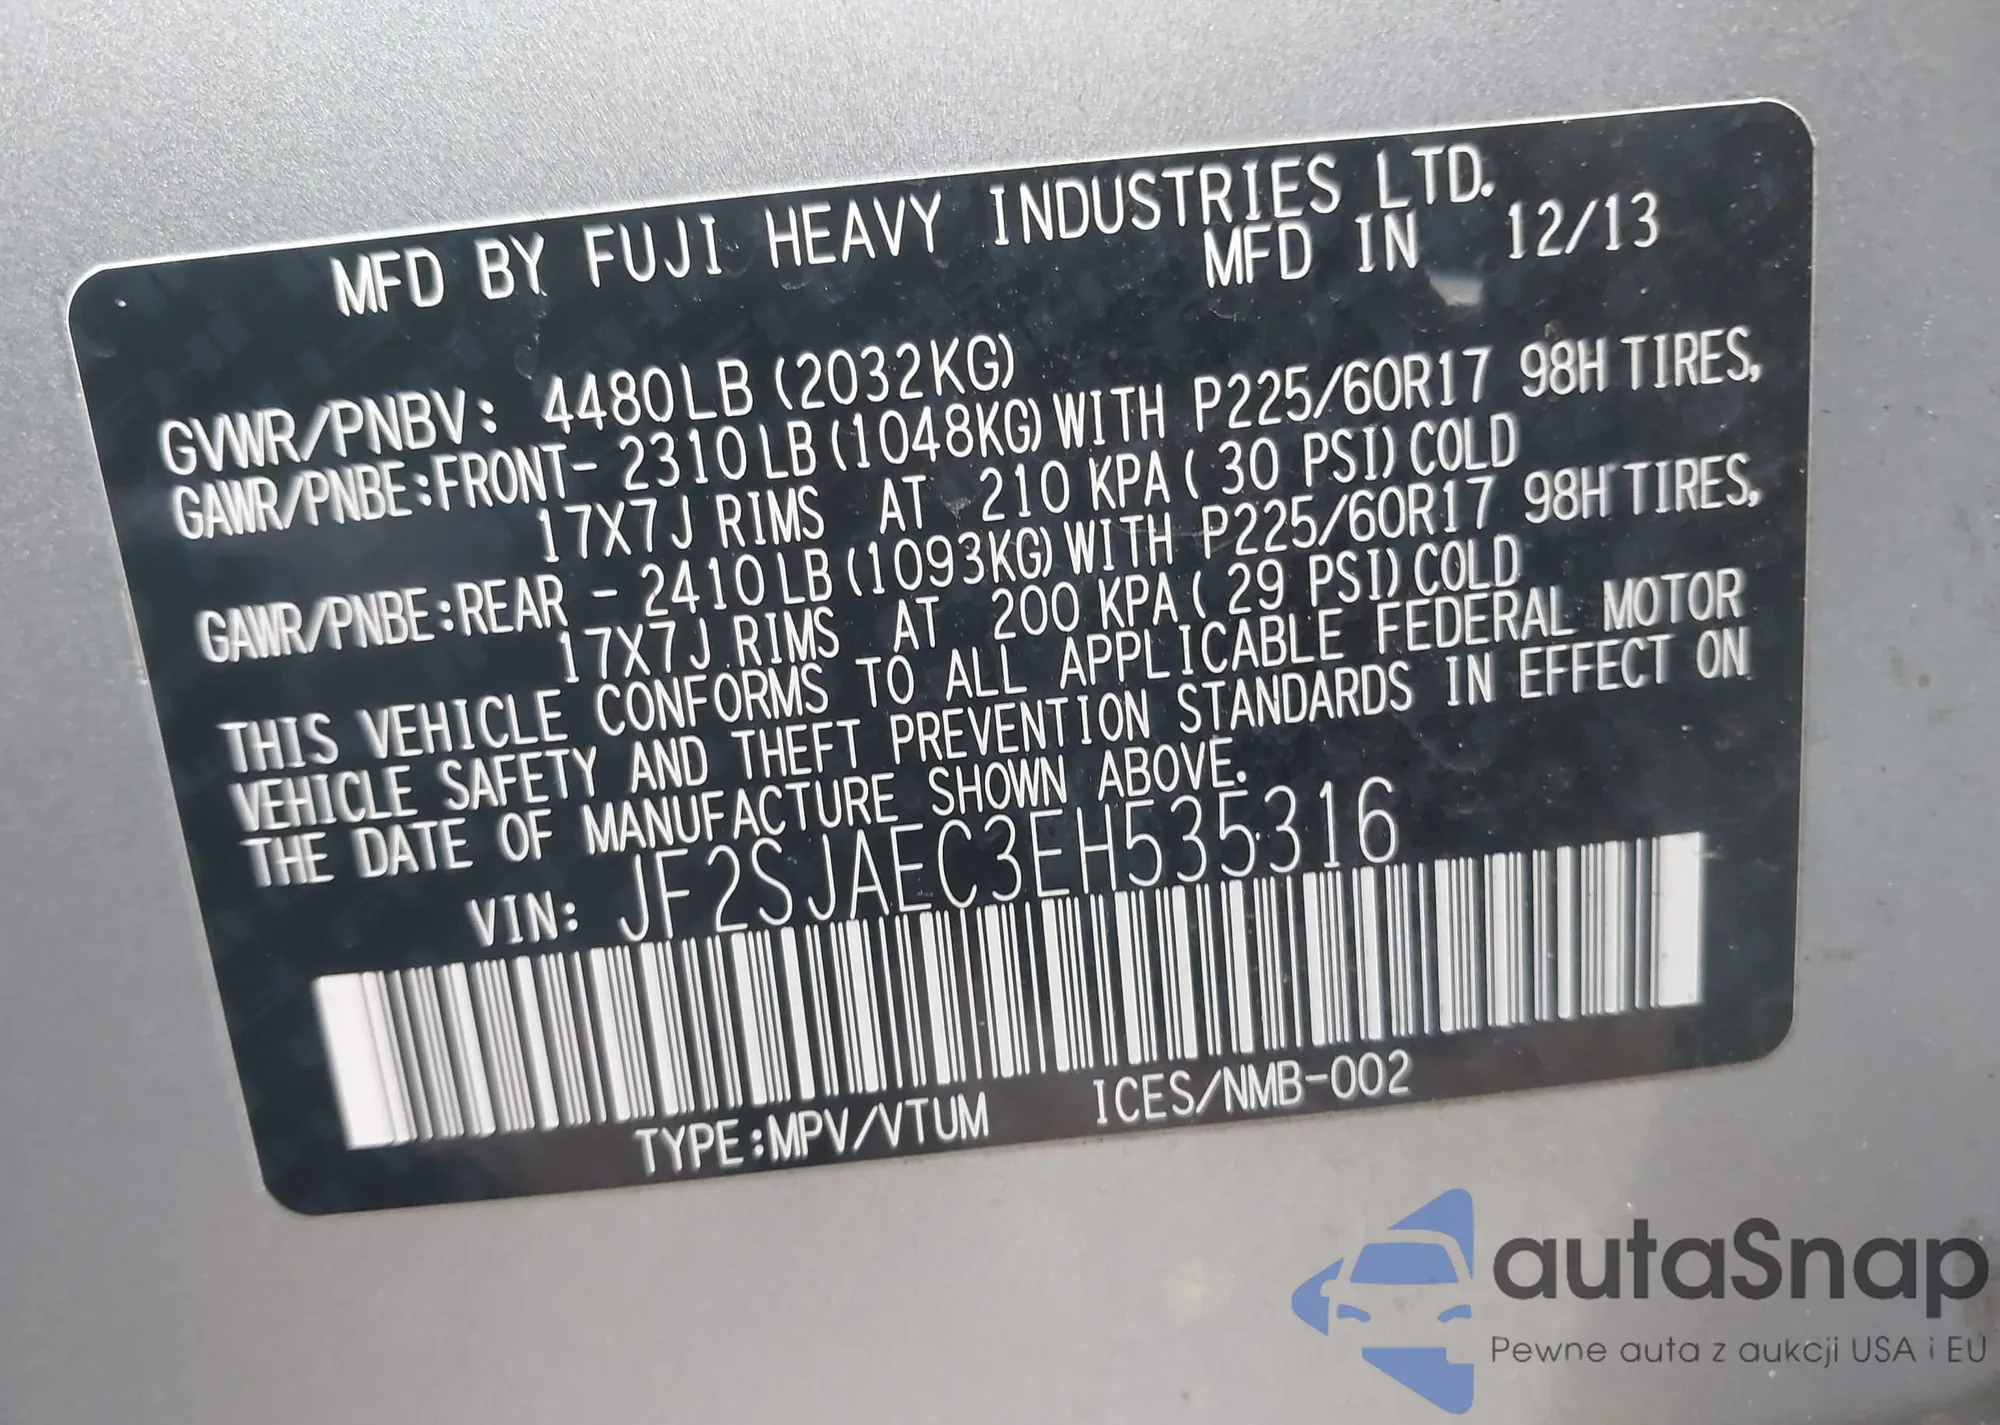 MFD BY FUJI HEAVY INDUSTRIES LTD.
MFD IN 12/13
GVWR/PNBV: 4480LB (2032KG)
GAWR/PNBE:FRONT- 2310LB(1048KG)WITH P225/60R17 98H TIRES,
17X7J RIMS AT 210 KPA( 30 PSI)COLD
GAWR/PNBE:REAR - 2410LB(1093KG)WITH P225/60R17 98H TIRES,
17X7J RIMS AT 200 KPA( 29 PSI)COLD
THIS VEHICLE CONFORMS TO ALL APPLICABLE FEDERAL MOTOR
VEHICLE SAFETY AND THEFT PREVENTION STANDARDS IN EFFECT ON
THE DATE OF MANUFACTURE SHOWN ABOVE.
VIN: JF2SJAEC3EH535316
TYPE:MPV/VTUM ICES/NMB-002
autaSnap
Pewne auta z aukcji USA i EU